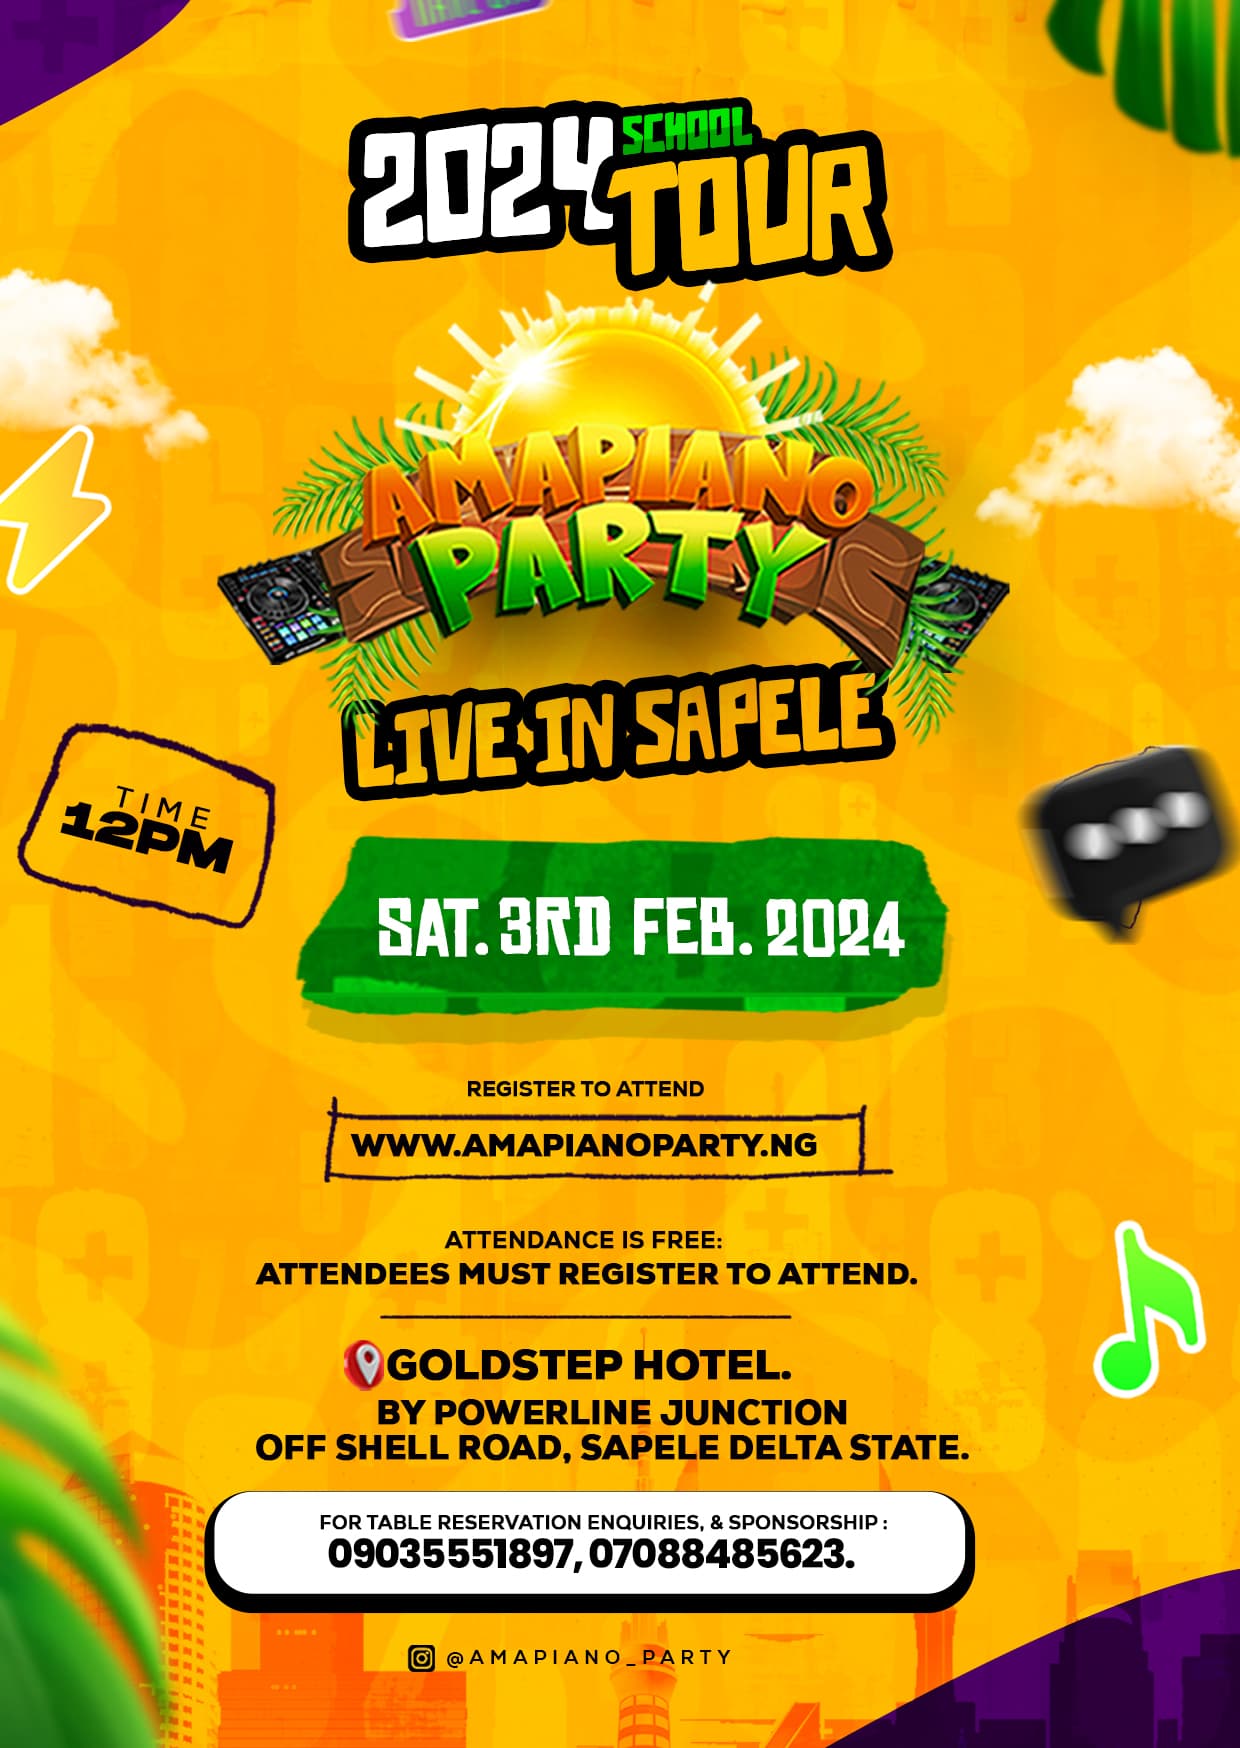 2024 SCHOOL
TOUR
AMAPIANO
PARTY
LIVE IN SAPELE
TIME
12PM
SAT. 3RD FEB. 2024
REGISTER TO ATTEND
WWW.AMAPIANOPARTY.NG
ATTENDANCE IS FREE:
ATTENDEES MUST REGISTER TO ATTEND.
GOLDSTEP HOTEL.
BY POWERLINE JUNCTION
OFF SHELL ROAD, SAPELE DELTA STATE.
FOR TABLE RESERVATION ENQUIRIES, & SPONSORSHIP :
09035551897, 07088485623.
@AMAPIANO_PARTY